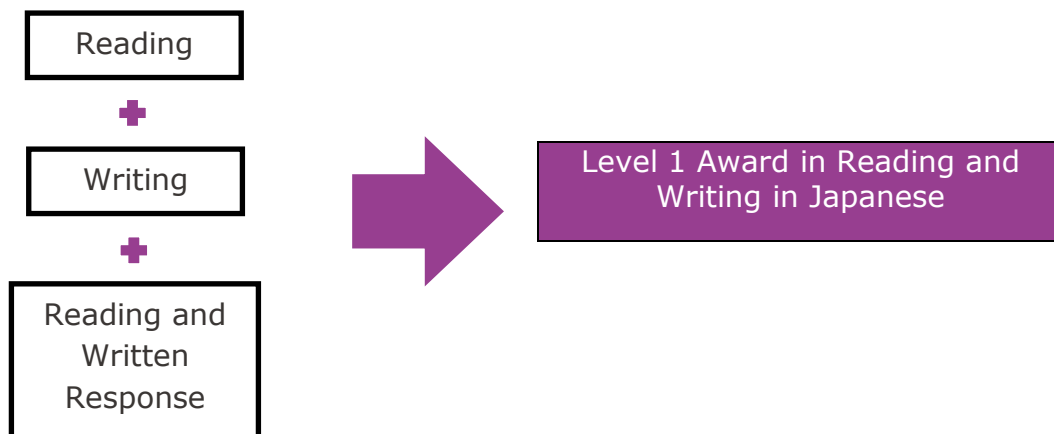 Reading
Writing
Reading and
Written
Response
Level 1 Award in Reading and
Writing in Japanese